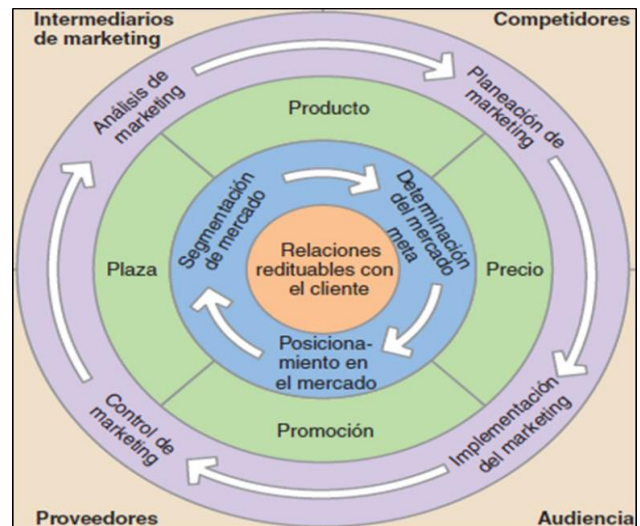 Intermediarios
de marketing
Competidores
Análisis de
marketing
Planeación de
marketing
Producto
Segmentación
de mercado
Determinación
del mercado
meta
Plaza
Relaciones
redituables con
el cliente
Precio
Posiciona-
miento en
el mercado
Control de
marketing
Promoción
Implementación
del marketing
Proveedores
Audiencia